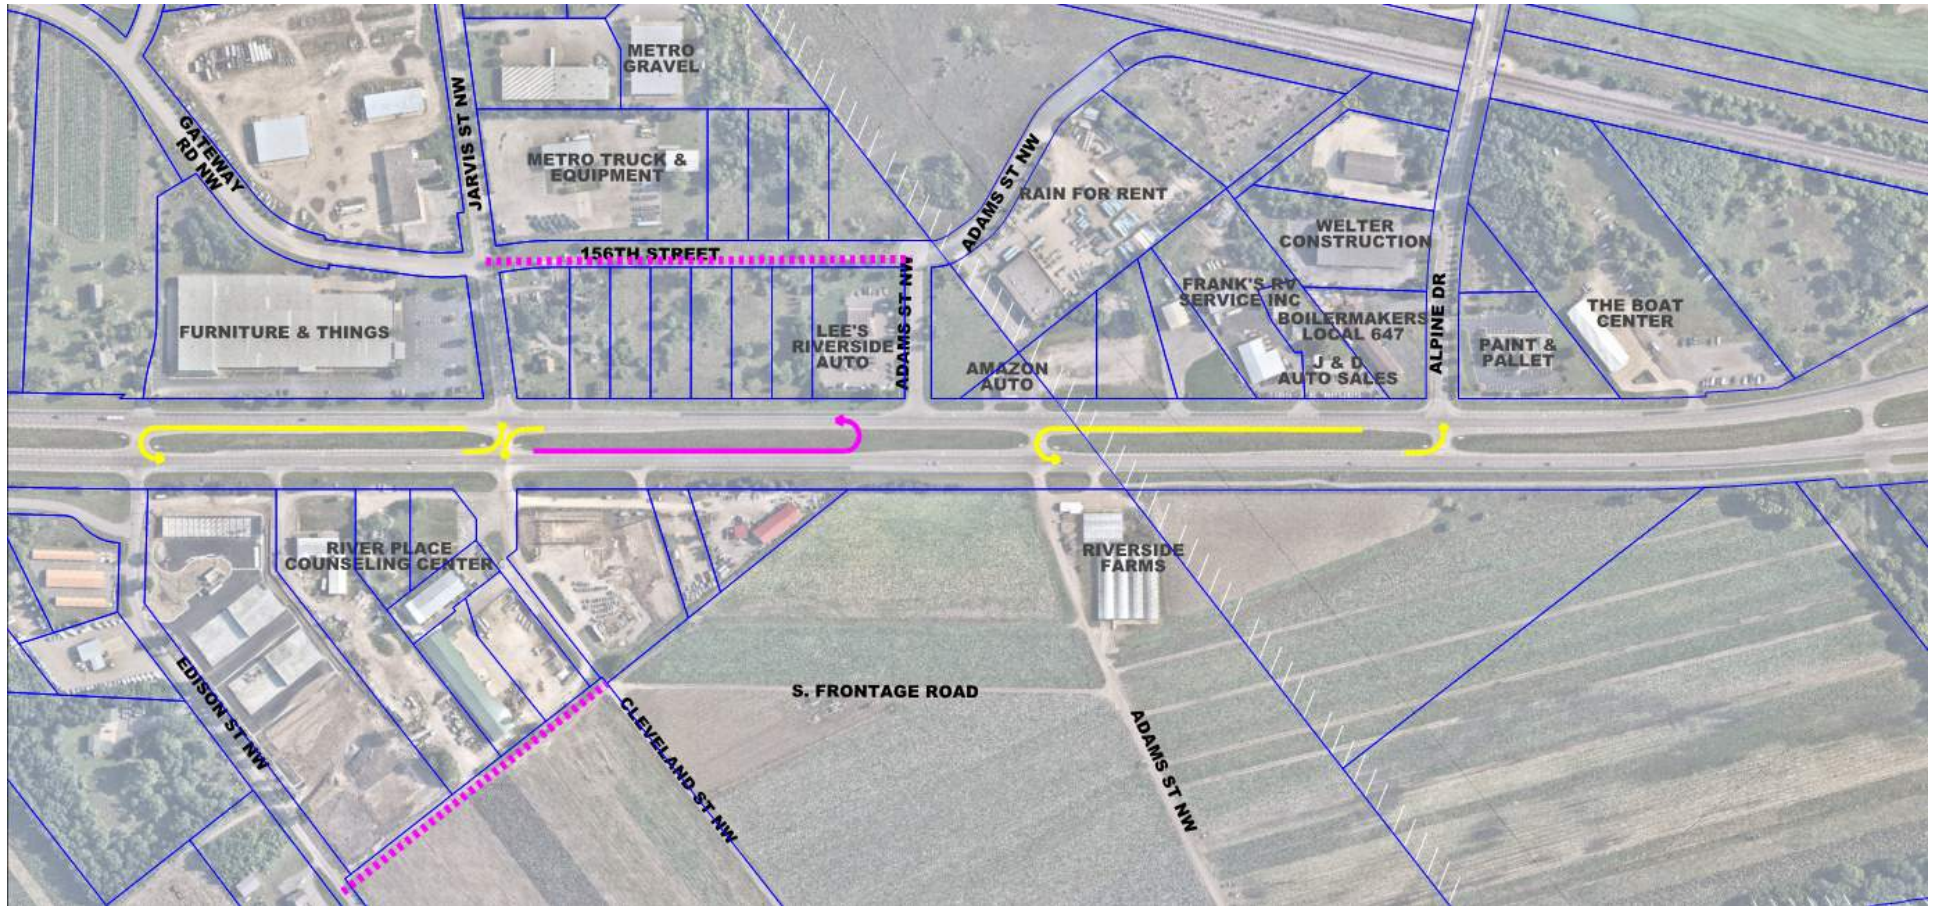 METRO
GRAVEL
JARVIS ST NW
GATEWAY
RD NW
METRO TRUCK &
EQUIPMENT
ADAMS ST NW
RAIN FOR RENT
WELTER
CONSTRUCTION
156TH STREET
FURNITURE & THINGS
LEE'S
RIVERSIDE
AUTO
ADAMS ST NW
AMAZON
AUTO
FRANK'S RV
SERVICE INC
BOILERMAKERS
LOCAL 647
J & D
AUTO SALES
ALPINE DR
PAINT &
PALLET
THE BOAT
CENTER
RIVER PLACE
COUNSELING CENTER
RIVERSIDE
FARMS
EDISON ST NW
CLEVELAND ST NW
S. FRONTAGE ROAD
ADAMS ST NW